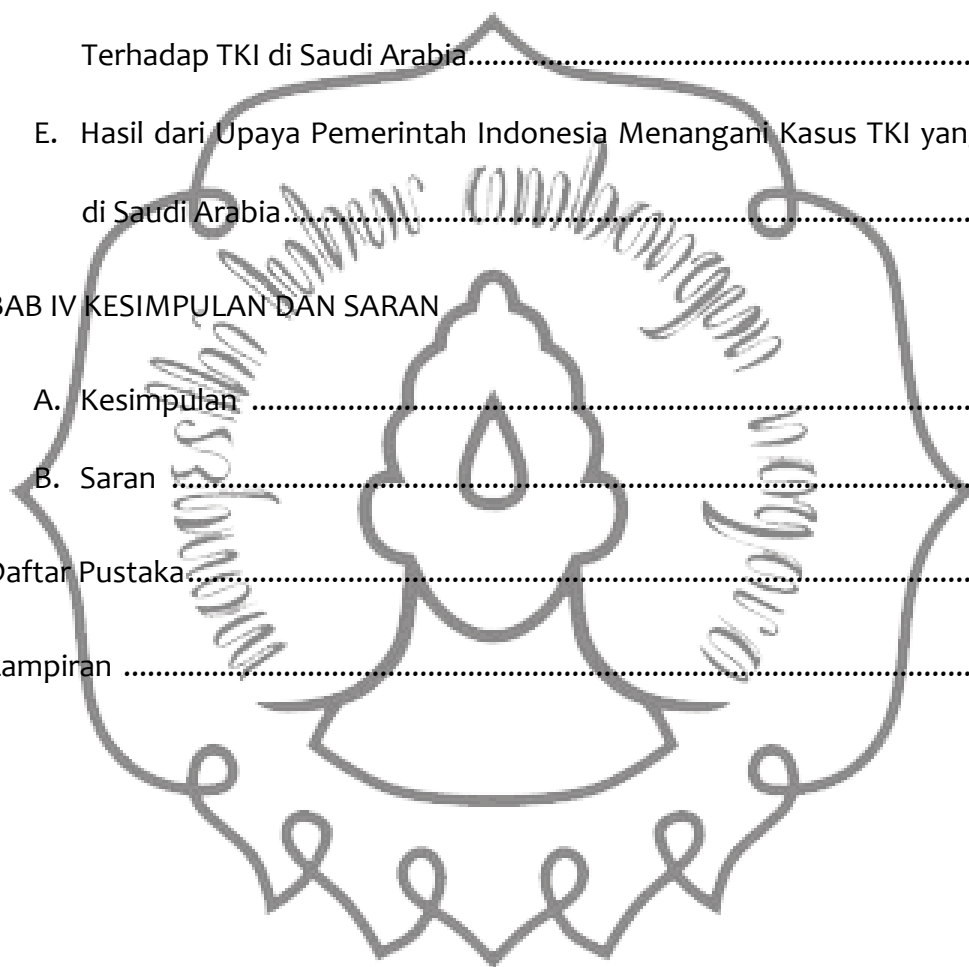 Terhadap TKI di Saudi Arabia................................................................
E. Hasil dari Upaya Pemerintah Indonesia Menangani Kasus TKI yang
di Saudi Arabia................................................................
BAB IV KESIMPULAN DAN SARAN
A. Kesimpulan ................................................................
B. Saran ................................................................
Daftar Pustaka................................................................
Lampiran ................................................................